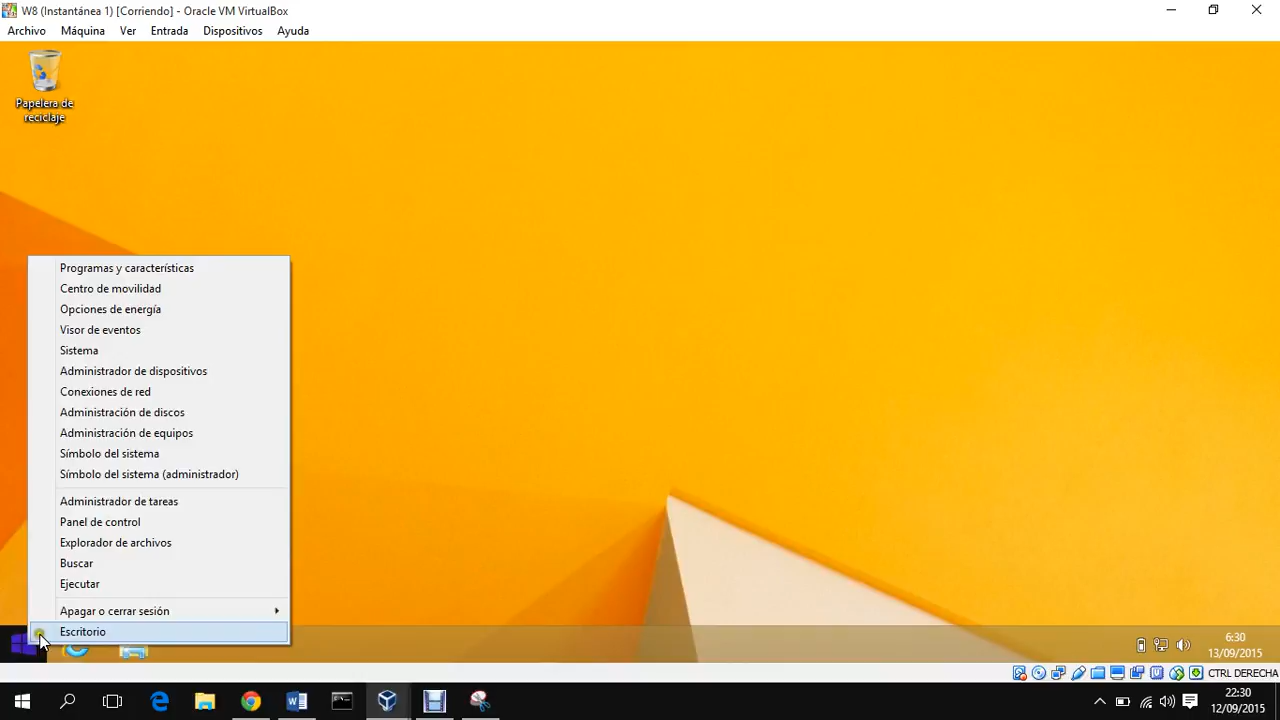 W8 (Instantánea 1) [Corriendo] - Oracle VM VirtualBox
Archivo Máquina Ver Entrada Dispositivos Ayuda
Papelera de
reciclaje
Programas y características
Centro de movilidad
Opciones de energía
Visor de eventos
Sistema
Administrador de dispositivos
Conexiones de red
Administración de discos
Administración de equipos
Símbolo del sistema
Símbolo del sistema (administrador)
Administrador de tareas
Panel de control
Explorador de archivos
Buscar
Ejecutar
Apagar o cerrar sesión
Escritorio
6:30
13/09/2015
CTRL DERECHA
22:30
12/09/2015